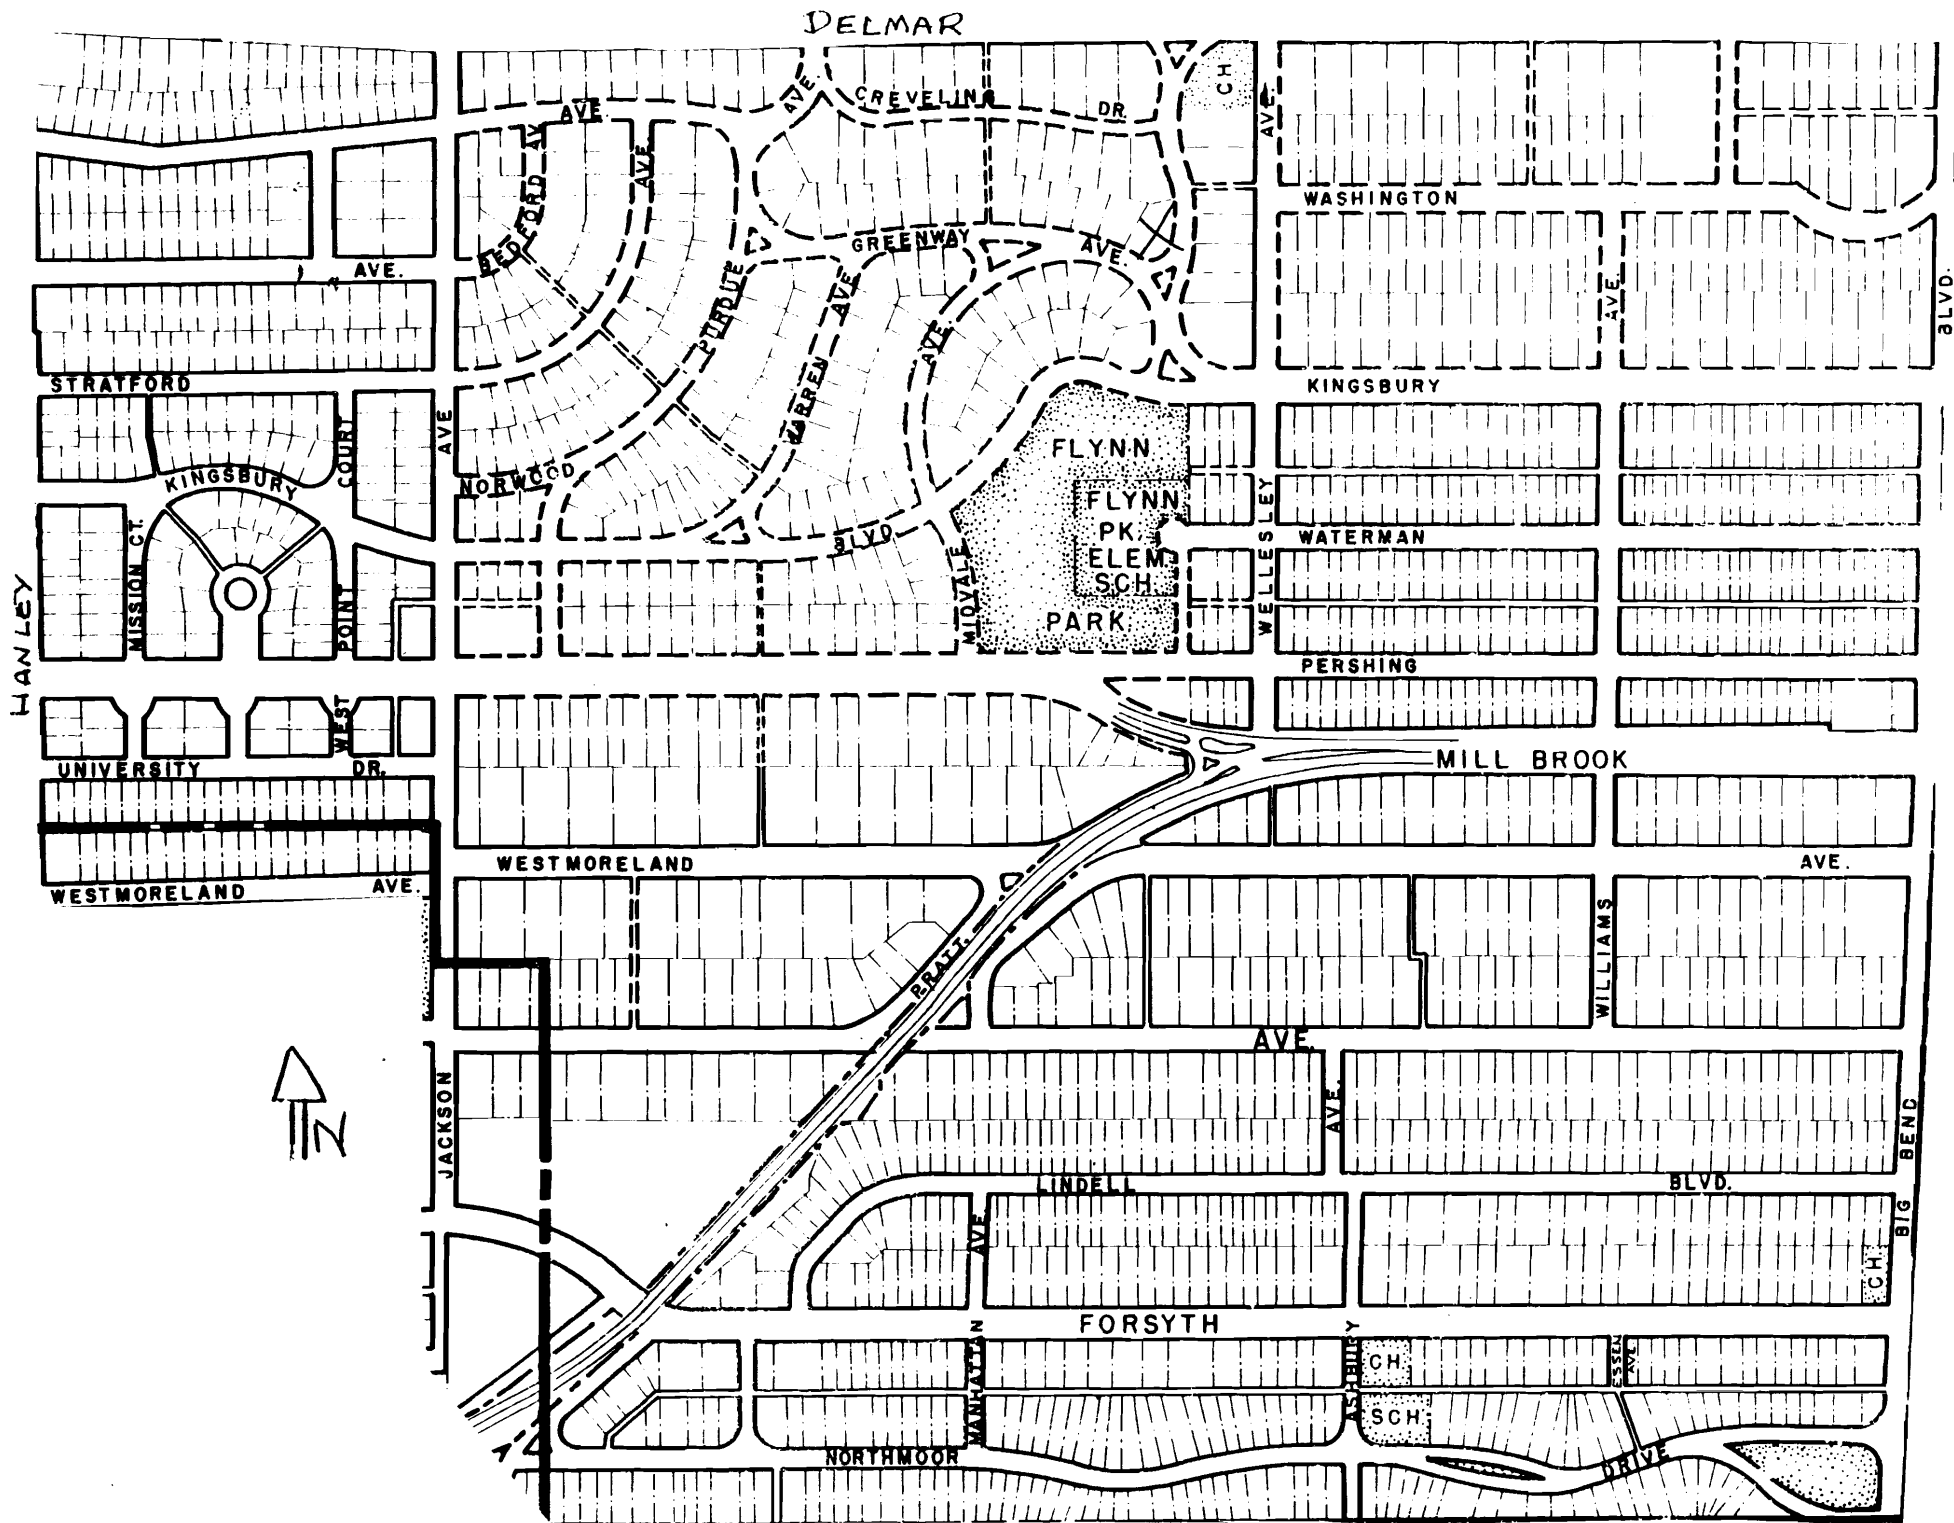 DELMAR
CREVELING
DR.
AVE.
CH
AVE.
AVE.
BEDFORD AV.
AVE.
WASHINGTON
AVE.
GREENWAY
AVE.
PURDUE
AVE.
WARREN
AVE.
AVE.
BLVD.
STRATFORD
KINGSBURY
COURT
AVE
KINGSBURY
NORWOOD
FLYNN
FLYNN
PK.
ELEM.
SCH.
PARK
WELLESLEY
WATERMAN
MISSION CT.
BLVD.
MIDVALE
HANLEY
POINT
WEST
PERSHING
UNIVERSITY
DR.
MILL BROOK
WESTMORELAND
AVE.
WESTMORELAND
AVE.
PRATT.
WILLIAMS
AVE.
N
JACKSON
AVE.
BIG BEND
LINDELL
BLVD.
AVE.
CH.
FORSYTH
MANHATTAN
ASHBURY
CH.
ESSEN
AVE.
SCH.
NORTHMOOR
DRIVE